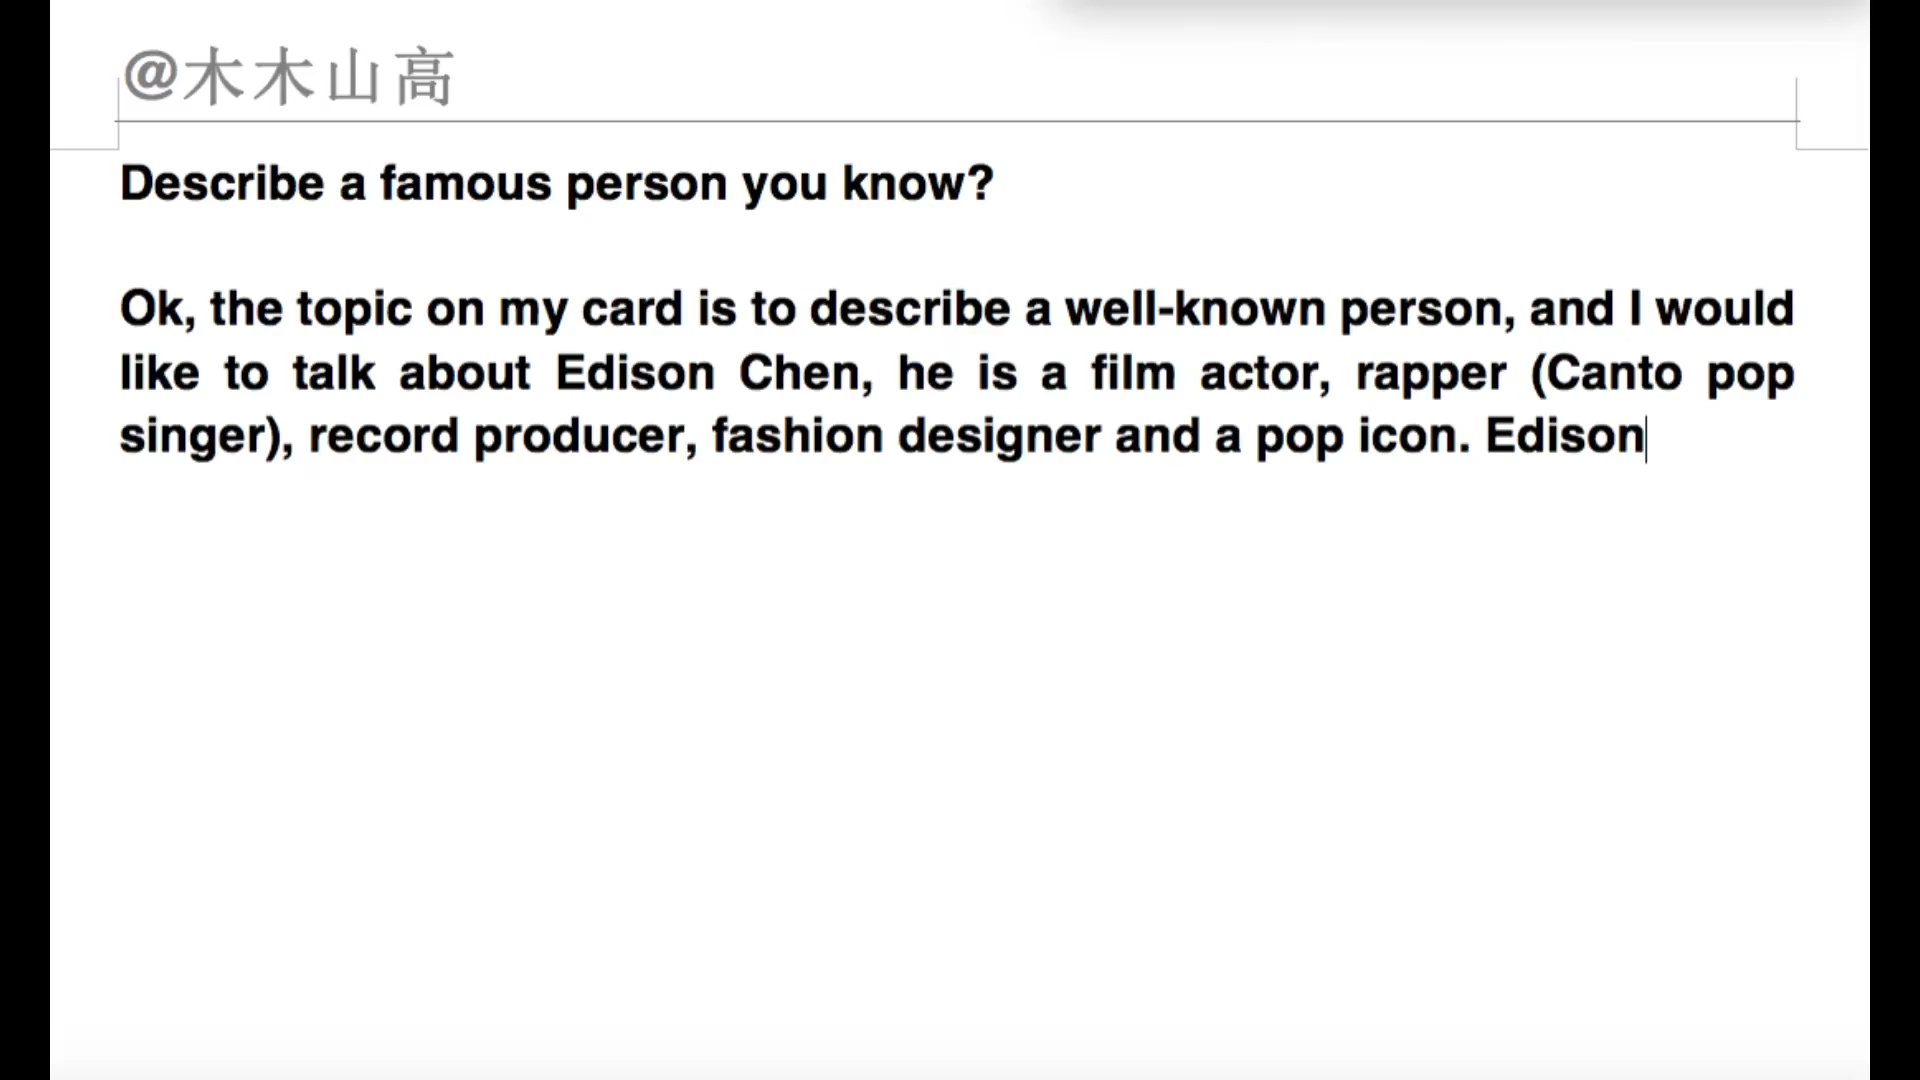 @木木山高
Describe a famous person you know?
Ok, the topic on my card is to describe a well-known person, and I would
like to talk about Edison Chen, he is a film actor, rapper (Canto pop
singer), record producer, fashion designer and a pop icon. Edison